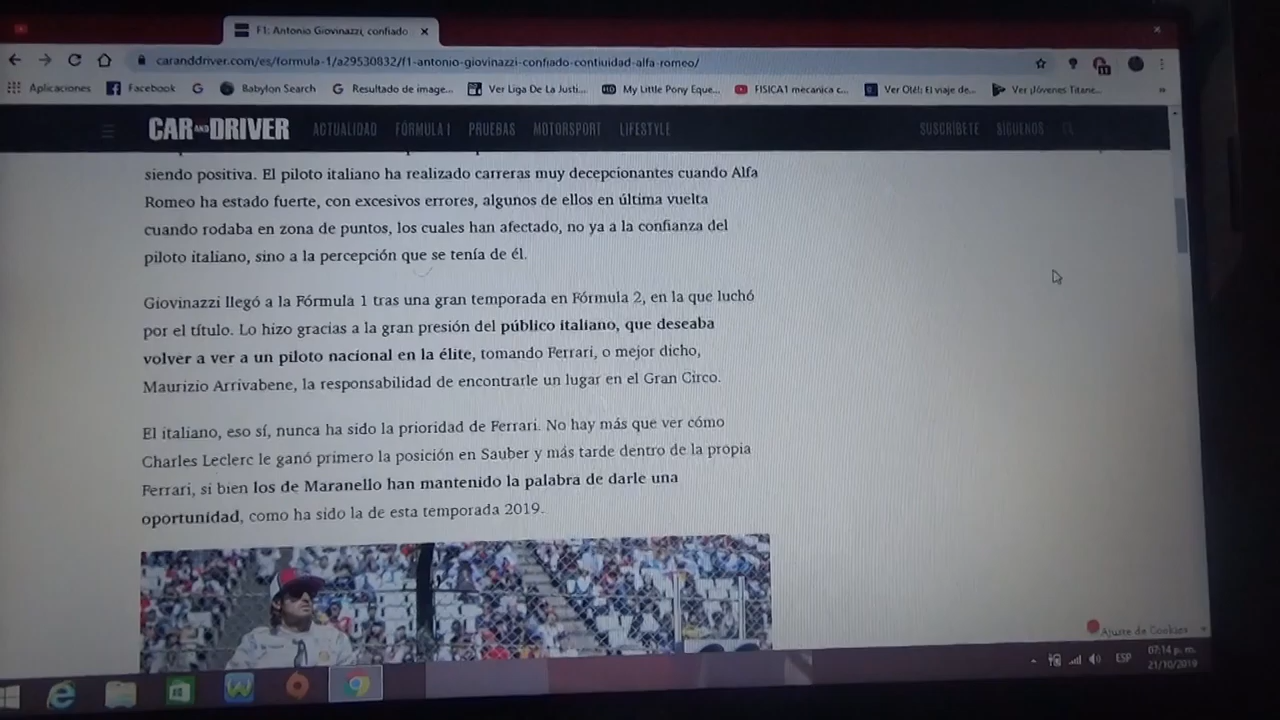 F1: Antonio Giovinazzi, confiado
caranddriver.com/es/formula-1/a29530832/f1-antonio-giovinazzi-confiado-contiuidad-alfa-romeo/
Aplicaciones Facebook Babylon Search Resultado de image... Ver Liga De La Justi... My Little Pony Eque... FISICA1 mecanica c... Ver Olé!: El viaje de... Ver ¡Jóvenes Titane... »
CAR AND DRIVER ACTUALIDAD FÓRMULA 1 PRUEBAS MOTORSPORT LIFESTYLE SUSCRÍBETE SÍGUENOS
siendo positiva. El piloto italiano ha realizado carreras muy decepcionantes cuando Alfa
Romeo ha estado fuerte, con excesivos errores, algunos de ellos en última vuelta
cuando rodaba en zona de puntos, los cuales han afectado, no ya a la confianza del
piloto italiano, sino a la percepción que se tenía de él.
Giovinazzi llegó a la Fórmula 1 tras una gran temporada en Fórmula 2, en la que luchó
por el título. Lo hizo gracias a la gran presión del público italiano, que deseaba
volver a ver a un piloto nacional en la élite, tomando Ferrari, o mejor dicho,
Maurizio Arrivabene, la responsabilidad de encontrarle un lugar en el Gran Circo.
El italiano, eso sí, nunca ha sido la prioridad de Ferrari. No hay más que ver cómo
Charles Leclerc le ganó primero la posición en Sauber y más tarde dentro de la propia
Ferrari, si bien los de Maranello han mantenido la palabra de darle una
oportunidad, como ha sido la de esta temporada 2019.
Ajuste de Cookies
ESP 07:14 p. m.
21/10/2019